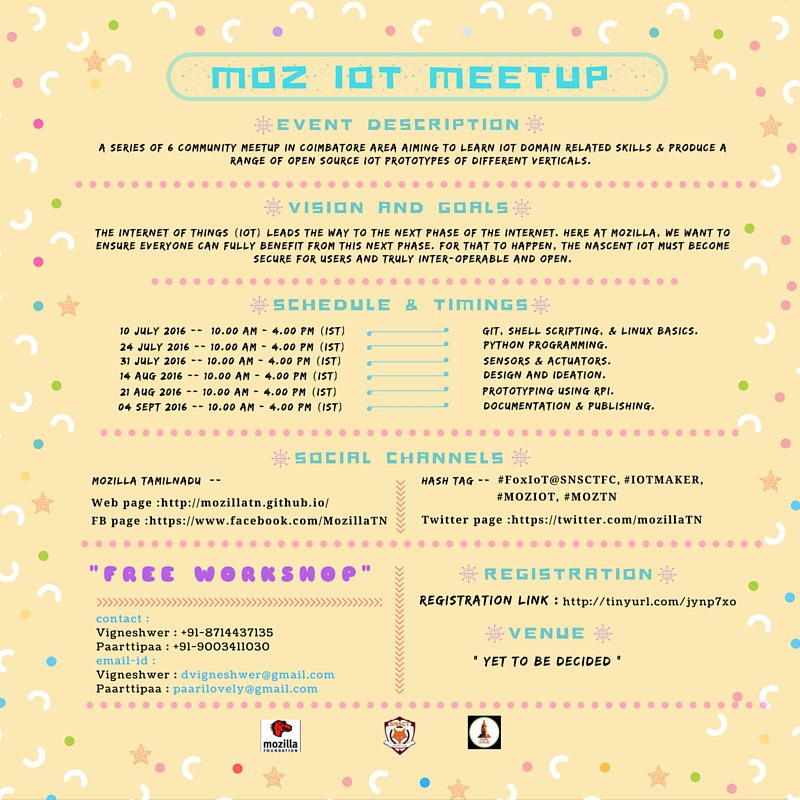 MOZ IOT MEETUP
EVENT DESCRIPTION
A SERIES OF 6 COMMUNITY MEETUP IN COIMBATORE AREA AIMING TO LEARN IOT DOMAIN RELATED SKILLS & PRODUCE A
RANGE OF OPEN SOURCE IOT PROTOTYPES OF DIFFERENT VERTICALS.
VISION AND GOALS
THE INTERNET OF THINGS (IOT) LEADS THE WAY TO THE NEXT PHASE OF THE INTERNET. HERE AT MOZILLA, WE WANT TO
ENSURE EVERYONE CAN FULLY BENEFIT FROM THIS NEXT PHASE. FOR THAT TO HAPPEN, THE NASCENT IOT MUST BECOME
SECURE FOR USERS AND TRULY INTER-OPERABLE AND OPEN.
SCHEDULE & TIMINGS
10 JULY 2016 -- 10.00 AM - 4.00 PM (IST) GIT, SHELL SCRIPTING, & LINUX BASICS.
24 JULY 2016 -- 10.00 AM - 4.00 PM (IST) PYTHON PROGRAMMING.
31 JULY 2016 -- 10.00 AM - 4.00 PM (IST) SENSORS & ACTUATORS.
14 AUG 2016 -- 10.00 AM - 4.00 PM (IST) DESIGN AND IDEATION.
21 AUG 2016 -- 10.00 AM - 4.00 PM (IST) PROTOTYPING USING RPI.
04 SEPT 2016 -- 10.00 AM - 4.00 PM (IST) DOCUMENTATION & PUBLISHING.
SOCIAL CHANNELS
MOZILLA TAMILNADU --
Web page :http://mozillatn.github.io/
FB page :https://www.facebook.com/MozillaTN
HASH TAG -- #FoxIoT@SNSCTFC, #IOTMAKER,
#MOZIOT, #MOZTN
Twitter page :https://twitter.com/mozillaTN
"FREE WORKSHOP"
contact :
Vigneshwer : +91-8714437135
Paarttipaa : +91-9003411030
email-id :
Vigneshwer : dvigneshwer@gmail.com
Paarttipaa : paarilovely@gmail.com
REGISTRATION
REGISTRATION LINK : http://tinyurl.com/jynp7xo
VENUE
" YET TO BE DECIDED "
mozilla
FOUNDATION
SNSCT